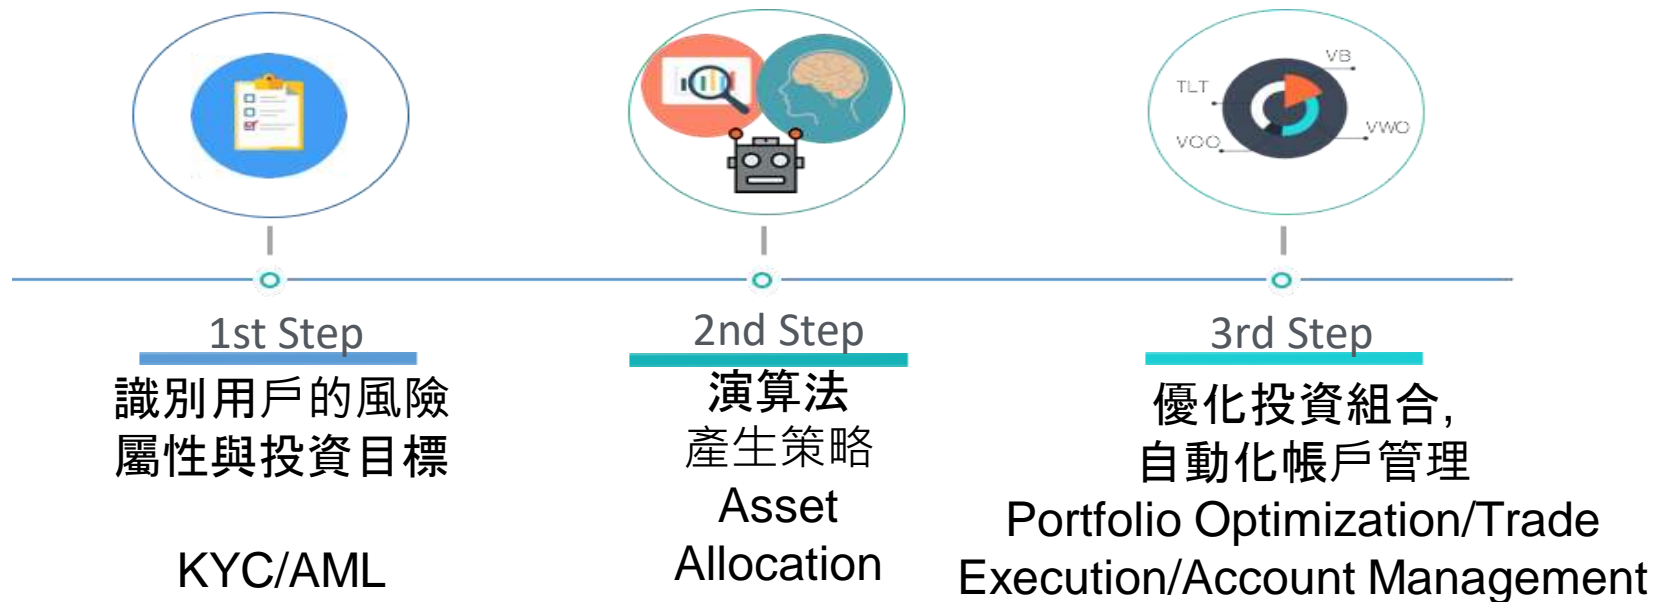 VB
TLT
VWO
VOO
1st Step
識別用戶的風險
屬性與投資目標
KYC/AML
2nd Step
演算法
產生策略
Asset
Allocation
3rd Step
優化投資組合,
自動化帳戶管理
Portfolio Optimization/Trade
Execution/Account Management